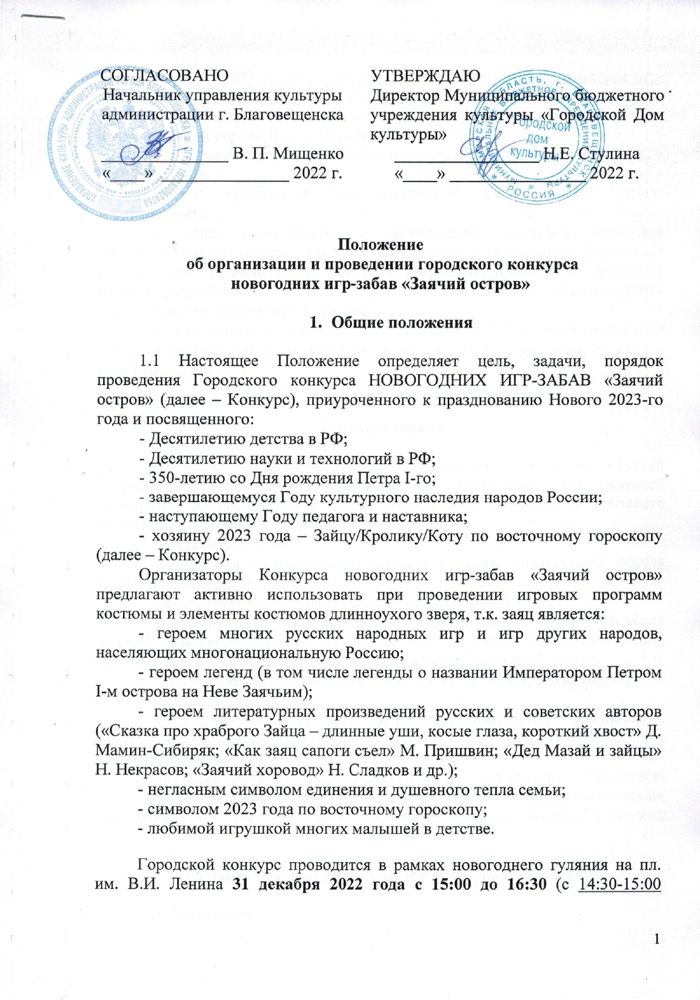 СОГЛАСОВАНО
Начальник управления культуры
администрации г. Благовещенска
________________ В. П. Мищенко
«____» ________________ 2022 г.
УТВЕРЖДАЮ
Директор Муниципального бюджетного
учреждения культуры «Городской Дом
культуры»
__________________Н.Е. Стулина
«____» _________________ 2022 г.
ГОРОДСКОЙ
ДОМ
КУЛЬТУРЫ
РОССИЯ
Положение
об организации и проведении городского конкурса
новогодних игр-забав «Заячий остров»
1. Общие положения
1.1 Настоящее Положение определяет цель, задачи, порядок
проведения Городского конкурса НОВОГОДНИХ ИГР-ЗАБАВ «Заячий
остров» (далее – Конкурс), приуроченного к празднованию Нового 2023-го
года и посвященного:
- Десятилетию детства в РФ;
- Десятилетию науки и технологий в РФ;
- 350-летию со Дня рождения Петра I-го;
- завершающемуся Году культурного наследия народов России;
- наступающему Году педагога и наставника;
- хозяину 2023 года – Зайцу/Кролику/Коту по восточному гороскопу
(далее – Конкурс).
Организаторы Конкурса новогодних игр-забав «Заячий остров»
предлагают активно использовать при проведении игровых программ
костюмы и элементы костюмов длинноухого зверя, т.к. заяц является:
- героем многих русских народных игр и игр других народов,
населяющих многонациональную Россию;
- героем легенд (в том числе легенды о названии Императором Петром
I-м острова на Неве Заячьим);
- героем литературных произведений русских и советских авторов
(«Сказка про храброго Зайца – длинные уши, косые глаза, короткий хвост» Д.
Мамин-Сибиряк; «Как заяц сапоги съел» М. Пришвин; «Дед Мазай и зайцы»
Н. Некрасов; «Заячий хоровод» Н. Сладков и др.);
- негласным символом единения и душевного тепла семьи;
- символом 2023 года по восточному гороскопу;
- любимой игрушкой многих малышей в детстве.
Городской конкурс проводится в рамках новогоднего гуляния на пл.
им. В.И. Ленина 31 декабря 2022 года с 15:00 до 16:30 (с 14:30-15:00
1